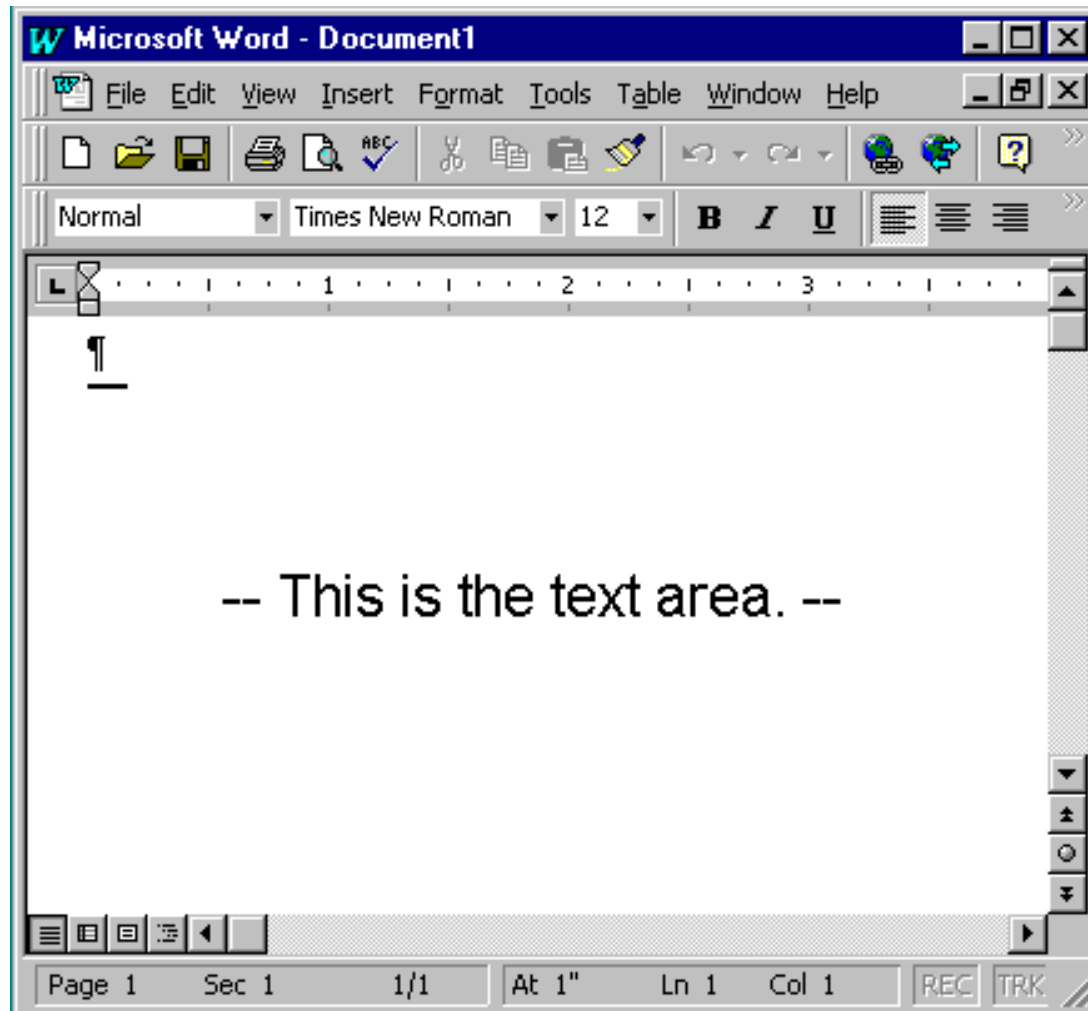 W Microsoft Word - Document1
W File Edit View Insert Format Tools Table Window Help
ABC
Normal Times New Roman 12 B I U
L 1 2 3
¶
-- This is the text area. --
Page 1 Sec 1 1/1 At 1" Ln 1 Col 1 REC TRK